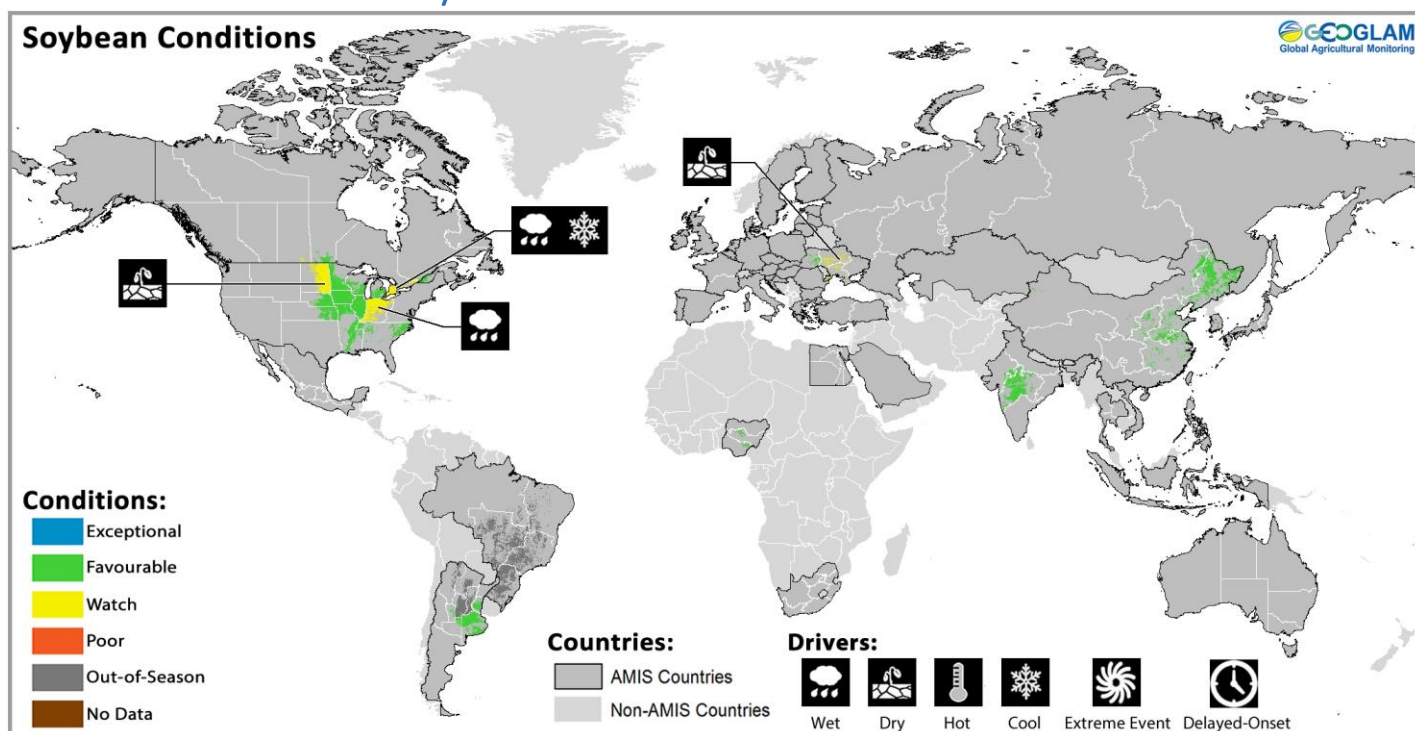 Soybean Conditions
GEOGLAM
Global Agricultural Monitoring
Conditions:
Exceptional
Favourable
Watch
Poor
Out-of-Season
No Data
Countries:
AMIS Countries
Non-AMIS Countries
Drivers:
Wet
Dry
Hot
Cool
Extreme Event
Delayed-Onset